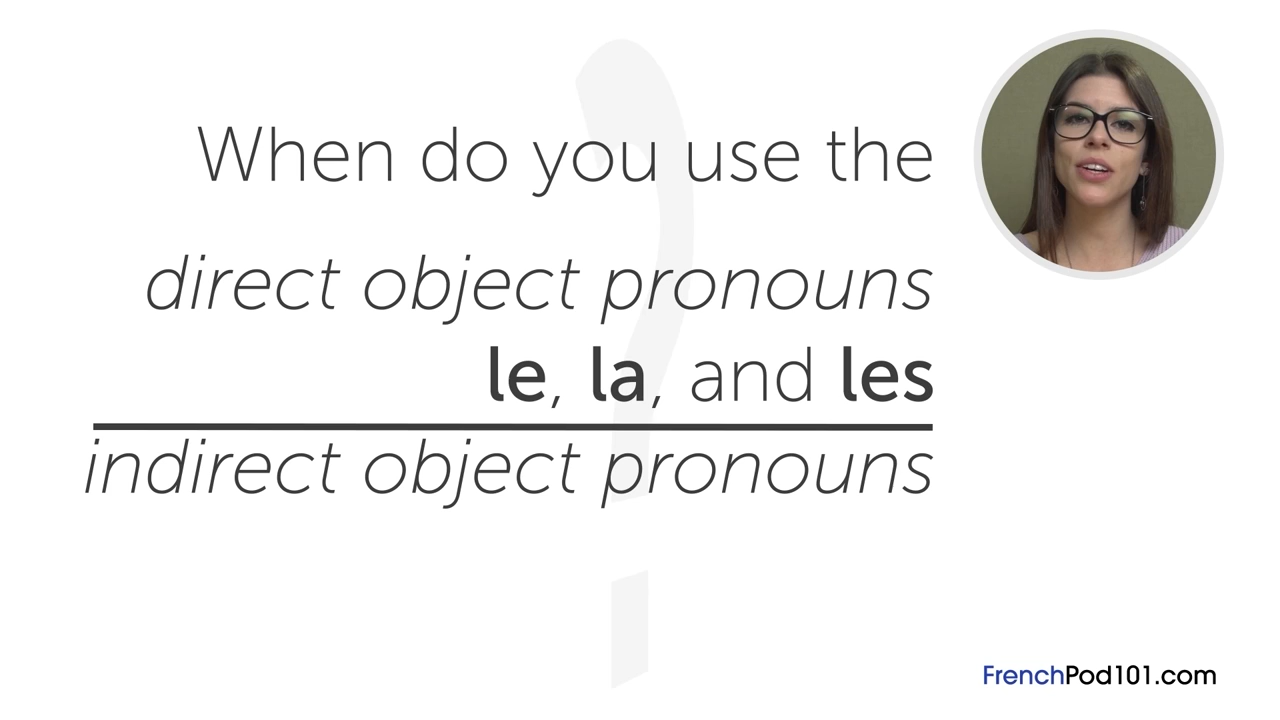 When do you use the
direct object pronouns
le, la, and les
indirect object pronouns
FrenchPod101.com